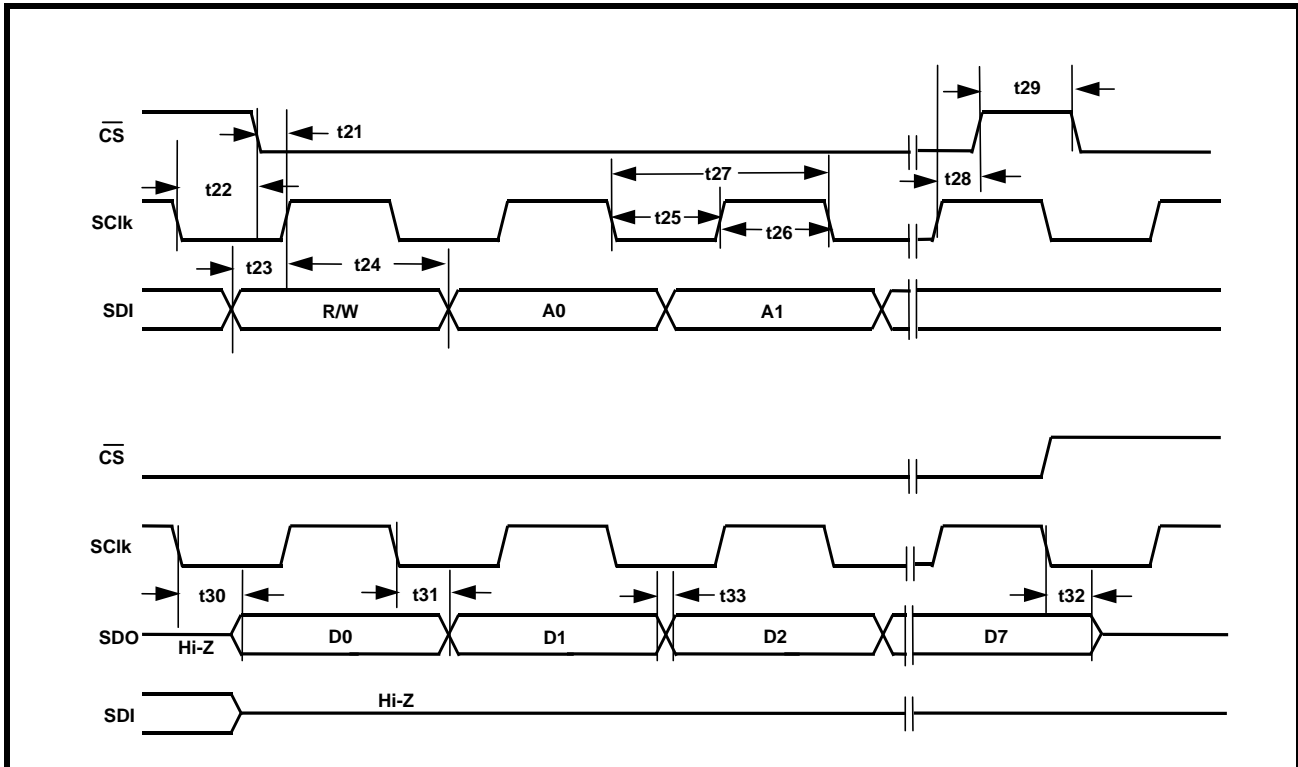 t29
CS
t21
t28
t22
t27
SClk
t25
t26
t23
t24
SDI
R/W
A0
A1
CS
SClk
t30
t31
t33
t32
SDO
Hi-Z
D0
D1
D2
D7
SDI
Hi-Z